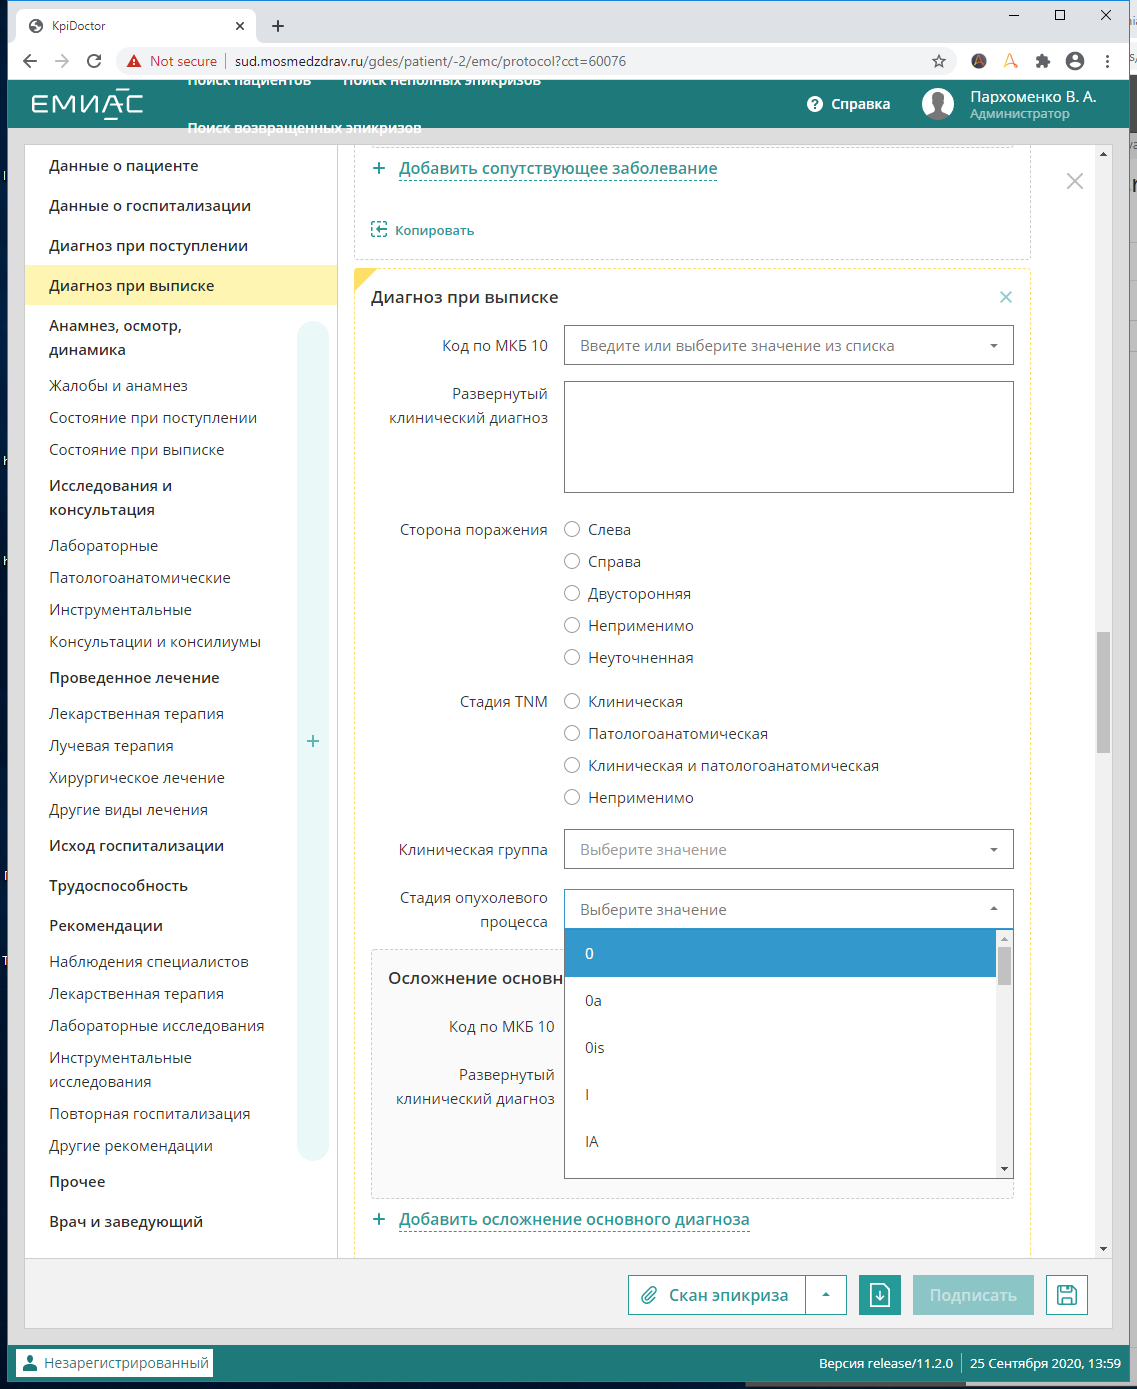 KpiDoctor
Not secure
sud.mosmedzdrav.ru/gdes/patient/-2/emc/protocol?cct=60076
ЕМИАС
Поиск пациентов
Поиск неполных эпикризов
Поиск возвращенных эпикризов
Справка
Пархоменко В. А.
Администратор
Данные о пациенте
Данные о госпитализации
Диагноз при поступлении
Диагноз при выписке
Анамнез, осмотр,
динамика
Жалобы и анамнез
Состояние при поступлении
Состояние при выписке
Исследования и
консультация
Лабораторные
Патологоанатомические
Инструментальные
Консультации и консилиумы
Проведенное лечение
Лекарственная терапия
Лучевая терапия
Хирургическое лечение
Другие виды лечения
Исход госпитализации
Трудоспособность
Рекомендации
Наблюдения специалистов
Лекарственная терапия
Лабораторные исследования
Инструментальные
исследования
Повторная госпитализация
Другие рекомендации
Прочее
Врач и заведующий
+ Добавить сопутствующее заболевание
Копировать
Диагноз при выписке
Код по МКБ 10
Введите или выберите значение из списка
Развернутый
клинический диагноз
Сторона поражения
Слева
Справа
Двусторонняя
Неприменимо
Неуточненная
Стадия TNM
Клиническая
Патологоанатомическая
Клиническая и патологоанатомическая
Неприменимо
Клиническая группа
Выберите значение
Стадия опухолевого
процесса
Выберите значение
0
0a
0is
I
IA
Осложнение основн
Код по МКБ 10
Развернутый
клинический диагноз
+ Добавить осложнение основного диагноза
Скан эпикриза
Подписать
Незарегистрированный
Версия release/11.2.0
25 Сентября 2020, 13:59